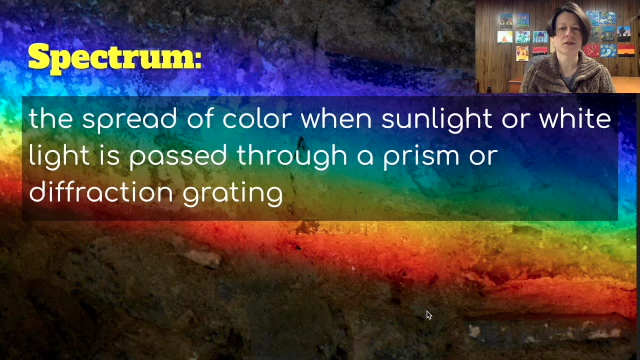 Spectrum:
the spread of color when sunlight or white
light is passed through a prism or
diffraction grating